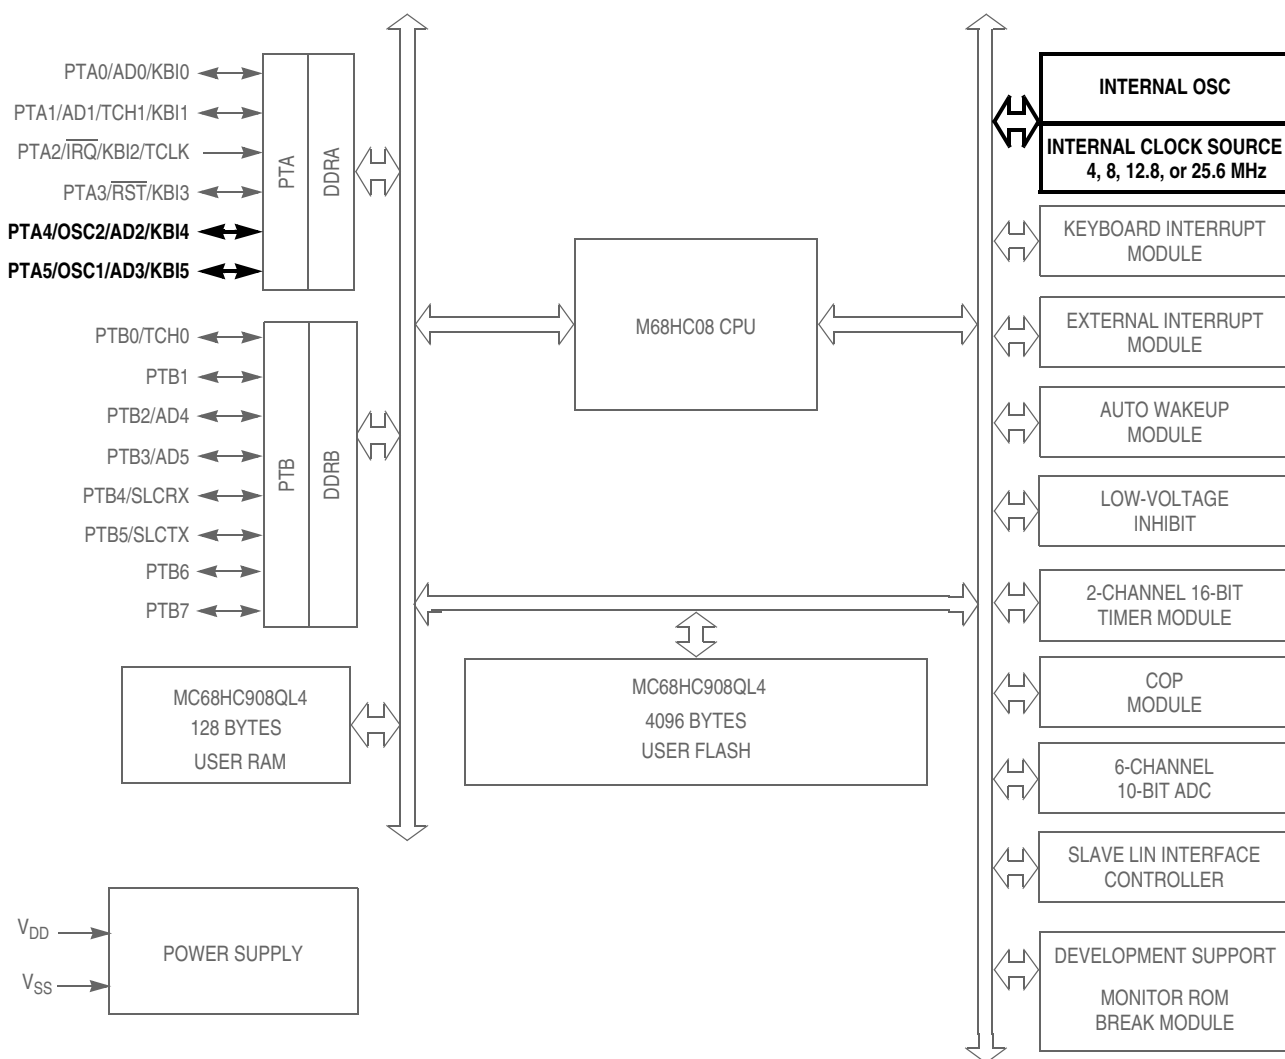 PTA0/AD0/KBI0
PTA1/AD1/TCH1/KBI1
PTA2/IRQ/KBI2/TCLK
PTA3/RST/KBI3
PTA4/OSC2/AD2/KBI4
PTA5/OSC1/AD3/KBI5
PTA
DDRA
PTB0/TCH0
PTB1
PTB2/AD4
PTB3/AD5
PTB4/SLCRX
PTB5/SLCTX
PTB6
PTB7
PTB
DDRB
M68HC08 CPU
MC68HC908QL4
128 BYTES
USER RAM
MC68HC908QL4
4096 BYTES
USER FLASH
VDD
VSS
POWER SUPPLY
INTERNAL OSC
INTERNAL CLOCK SOURCE
4, 8, 12.8, or 25.6 MHz
KEYBOARD INTERRUPT
MODULE
EXTERNAL INTERRUPT
MODULE
AUTO WAKEUP
MODULE
LOW-VOLTAGE
INHIBIT
2-CHANNEL 16-BIT
TIMER MODULE
COP
MODULE
6-CHANNEL
10-BIT ADC
SLAVE LIN INTERFACE
CONTROLLER
DEVELOPMENT SUPPORT
MONITOR ROM
BREAK MODULE